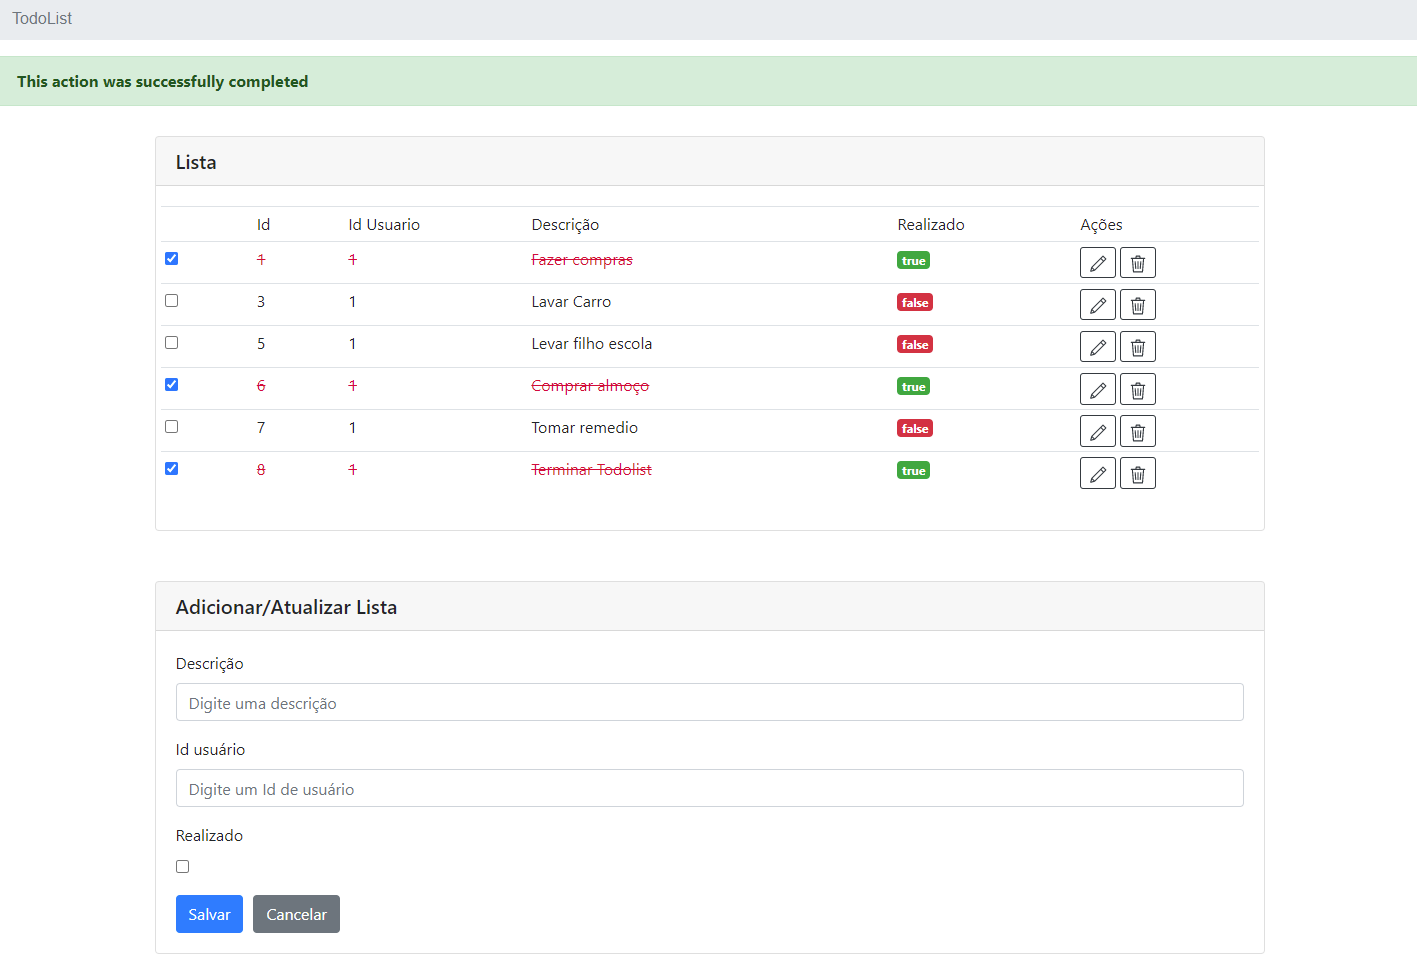 TodoList
This action was successfully completed
Lista
Id Id Usuario Descrição Realizado Ações
1 1 Fazer compras true
3 1 Lavar Carro false
5 1 Levar filho escola false
6 1 Comprar almoço true
7 1 Tomar remedio false
8 1 Terminar Todolist true
Adicionar/Atualizar Lista
Descrição
Digite uma descrição
Id usuário
Digite um Id de usuário
Realizado
Salvar Cancelar